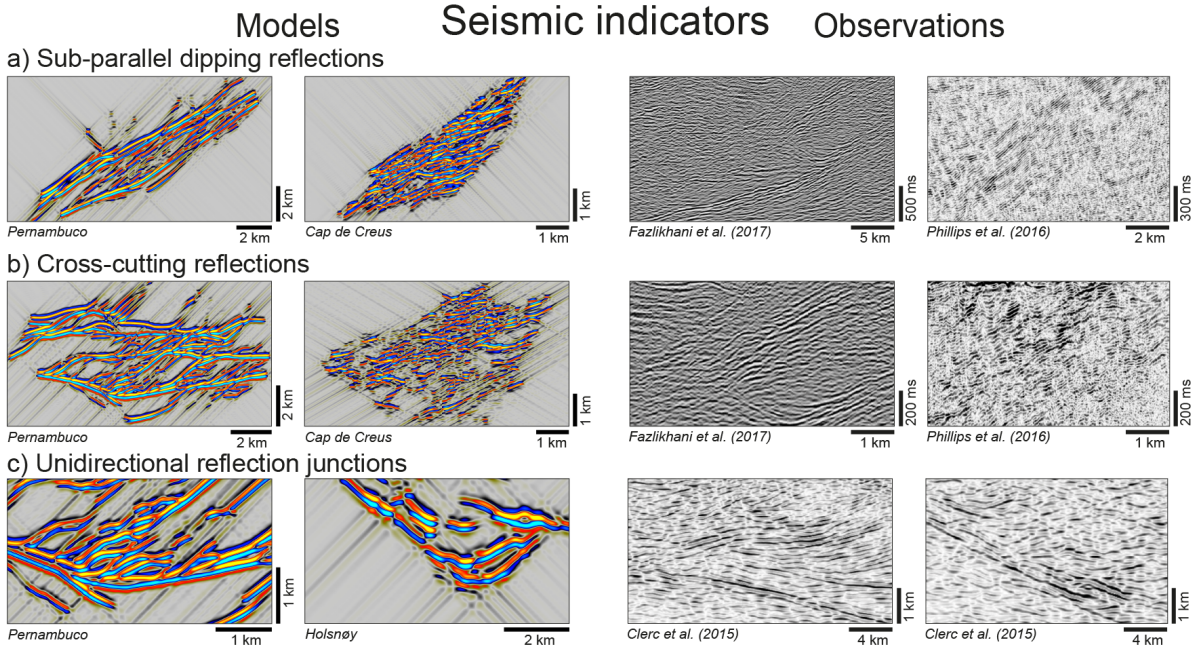 Models Seismic indicators Observations
a) Sub-parallel dipping reflections
2 km
1 km
500 ms
300 ms
Pernambuco 2 km Cap de Creus 1 km Fazlikhani et al. (2017) 5 km Phillips et al. (2016) 2 km
b) Cross-cutting reflections
2 km
1 km
200 ms
200 ms
Pernambuco 2 km Cap de Creus 1 km Fazlikhani et al. (2017) 1 km Phillips et al. (2016) 1 km
c) Unidirectional reflection junctions
1 km
1 km
1 km
Pernambuco 1 km Holsnøy 2 km Clerc et al. (2015) 4 km Clerc et al. (2015) 4 km